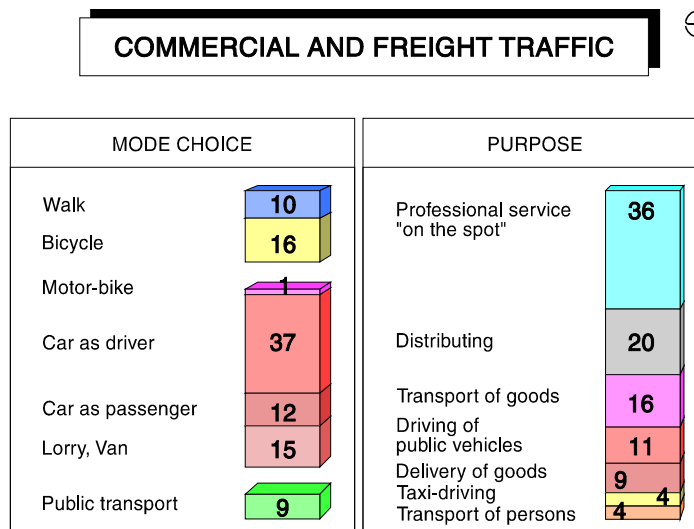 COMMERCIAL AND FREIGHT TRAFFIC
MODE CHOICE
Walk 10
Bicycle 16
Motor-bike 1
Car as driver 37
Car as passenger 12
Lorry, Van 15
Public transport 9
PURPOSE
Professional service 36
"on the spot"
Distributing 20
Transport of goods 16
Driving of
public vehicles 11
Delivery of goods 9
Taxi-driving 4
Transport of persons 4